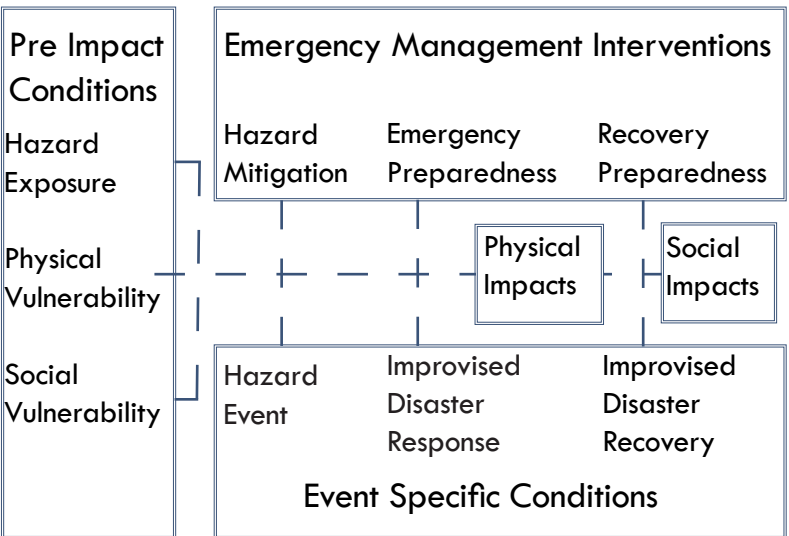 Pre Impact
Conditions
Hazard
Exposure
Physical
Vulnerability
Social
Vulnerability
Emergency Management Interventions
Hazard
Mitigation
Emergency
Preparedness
Recovery
Preparedness
Physical
Impacts
Social
Impacts
Hazard
Event
Improvised
Disaster
Response
Improvised
Disaster
Recovery
Event Specific Conditions